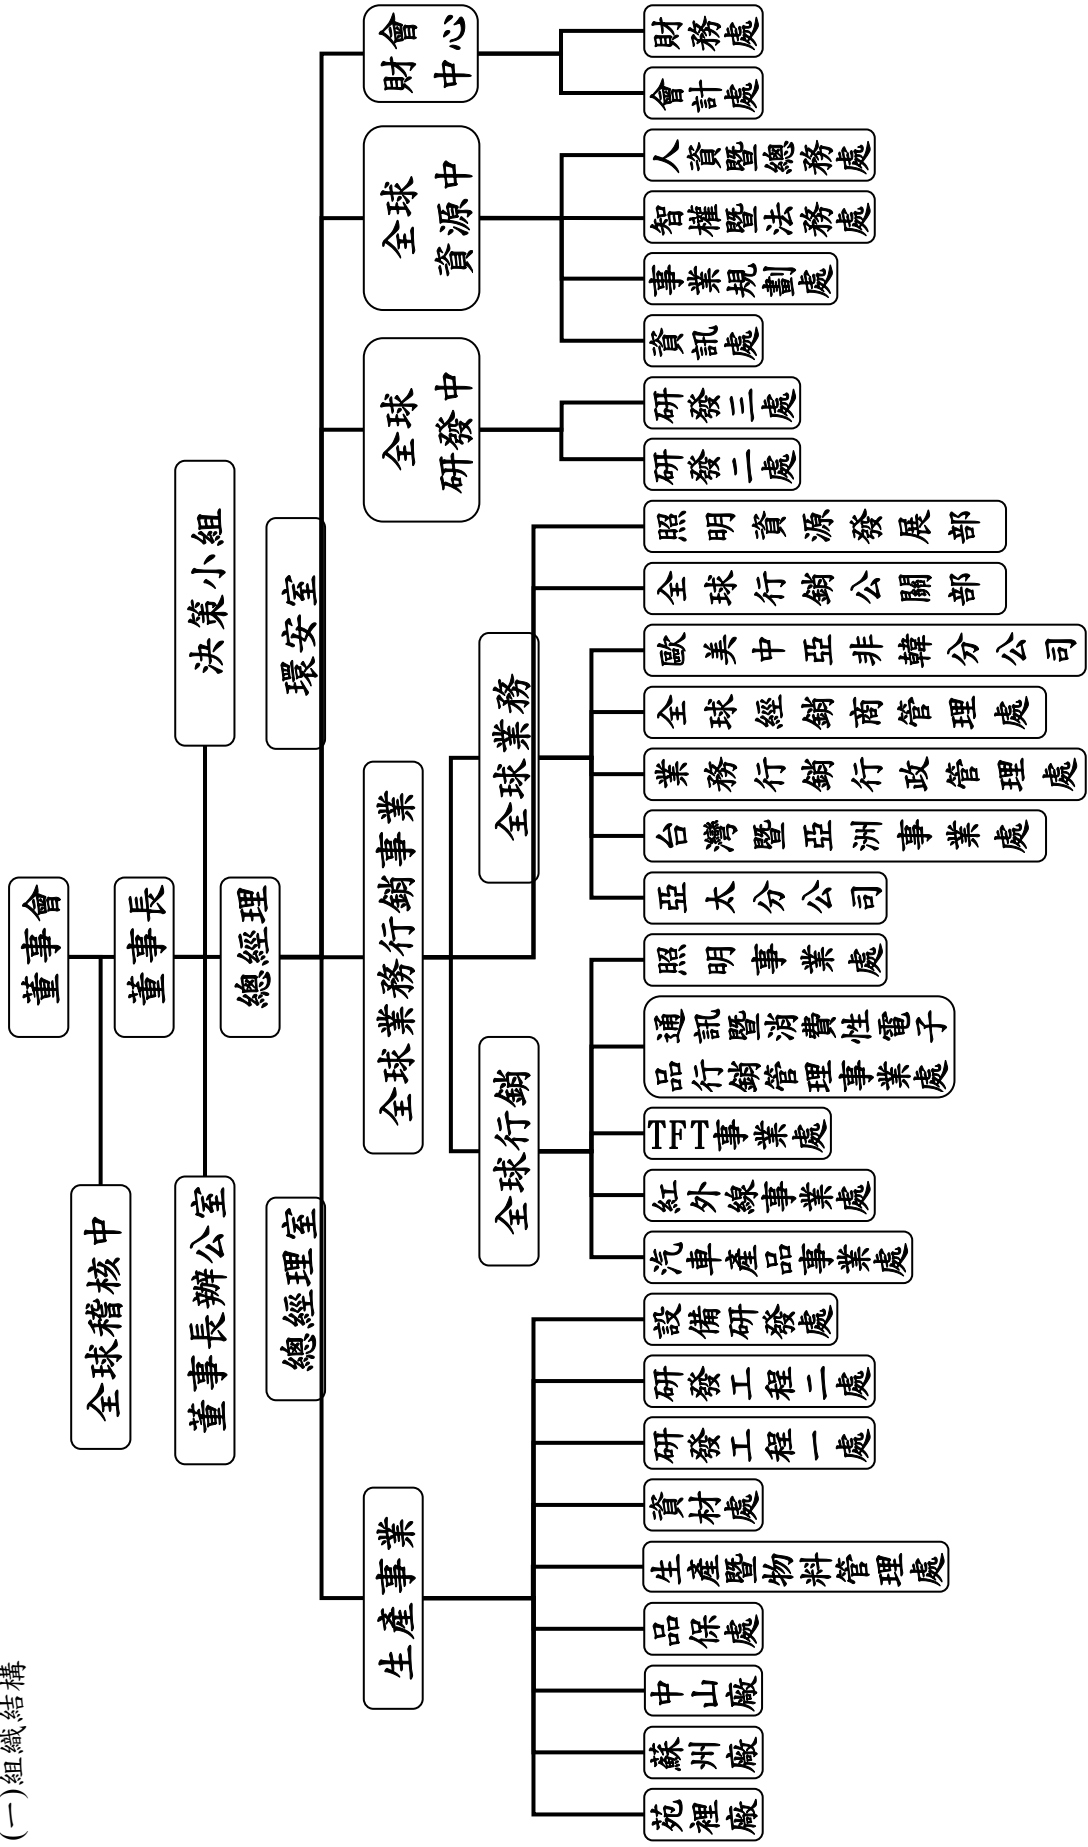 (一)組織結構
董事會
全球稽核中
董事長
董事長辦公室
決策小組
總經理
總經理室
環安室
生產事業
全球業務行銷事業
全球
研發中
全球
資源中
財會
中心
全球行銷
全球業務
苑裡廠
蘇州廠
中山廠
品保處
生產暨物料管理處
資材處
研發工程一處
研發工程二處
設備研發處
汽車產品事業處
紅外線事業處
TFT事業處
通訊暨消費性電子
品行銷管理事業處
照明事業處
亞太分公司
台灣暨亞洲事業處
業務行銷行政管理處
全球經銷商管理處
歐美中亞非韓分公司
全球行銷公關部
照明資源發展部
研發二處
研發三處
資訊處
事業規劃處
智權暨法務處
人資暨總務處
會計處
財務處